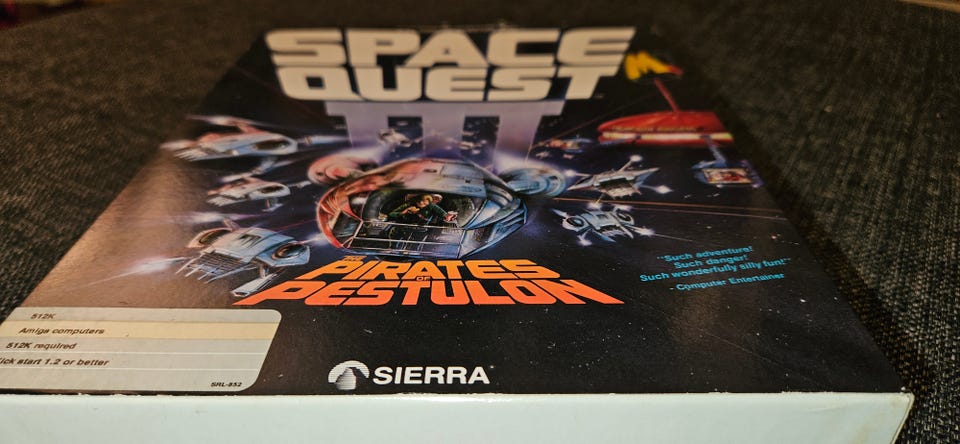 SPACE
QUEST
III
THE
PIRATES
OF
PESTULON
"Such adventure!
Such danger!
Such wonderfully silly fun!"
- Computer Entertainer
512K
Amiga computers
512K required
ick start 1.2 or better
SRL-852
SIERRA